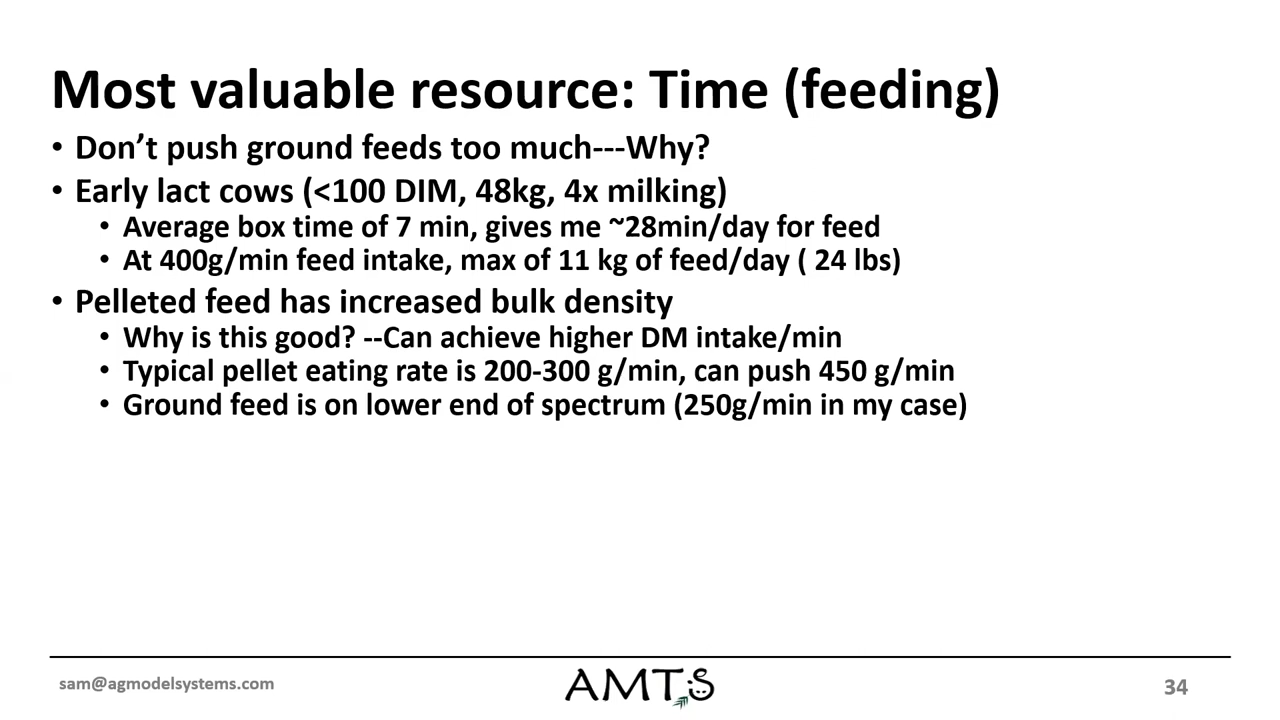 Most valuable resource: Time (feeding)
• Don’t push ground feeds too much---Why?
• Early lact cows (<100 DIM, 48kg, 4x milking)
• Average box time of 7 min, gives me ~28min/day for feed
• At 400g/min feed intake, max of 11 kg of feed/day ( 24 lbs)
• Pelleted feed has increased bulk density
• Why is this good? --Can achieve higher DM intake/min
• Typical pellet eating rate is 200-300 g/min, can push 450 g/min
• Ground feed is on lower end of spectrum (250g/min in my case)
sam@agmodelsystems.com
AMTS
34